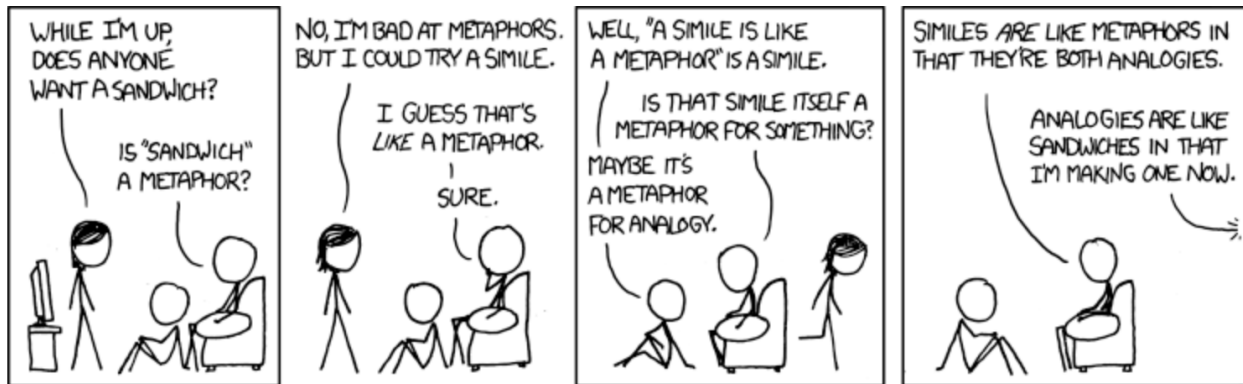 WHILE I'M UP,
DOES ANYONE
WANT A SANDWICH?
IS "SANDWICH"
A METAPHOR?
NO, I'M BAD AT METAPHORS.
BUT I COULD TRY A SIMILE.
I GUESS THAT'S
LIKE A METAPHOR.
SURE.
WELL, "A SIMILE IS LIKE
A METAPHOR" IS A SIMILE.
IS THAT SIMILE ITSELF A
METAPHOR FOR SOMETHING?
MAYBE IT'S
A METAPHOR
FOR ANALOGY.
SIMILES ARE LIKE METAPHORS IN
THAT THEY'RE BOTH ANALOGIES.
ANALOGIES ARE LIKE
SANDWICHES IN THAT
I'M MAKING ONE NOW.